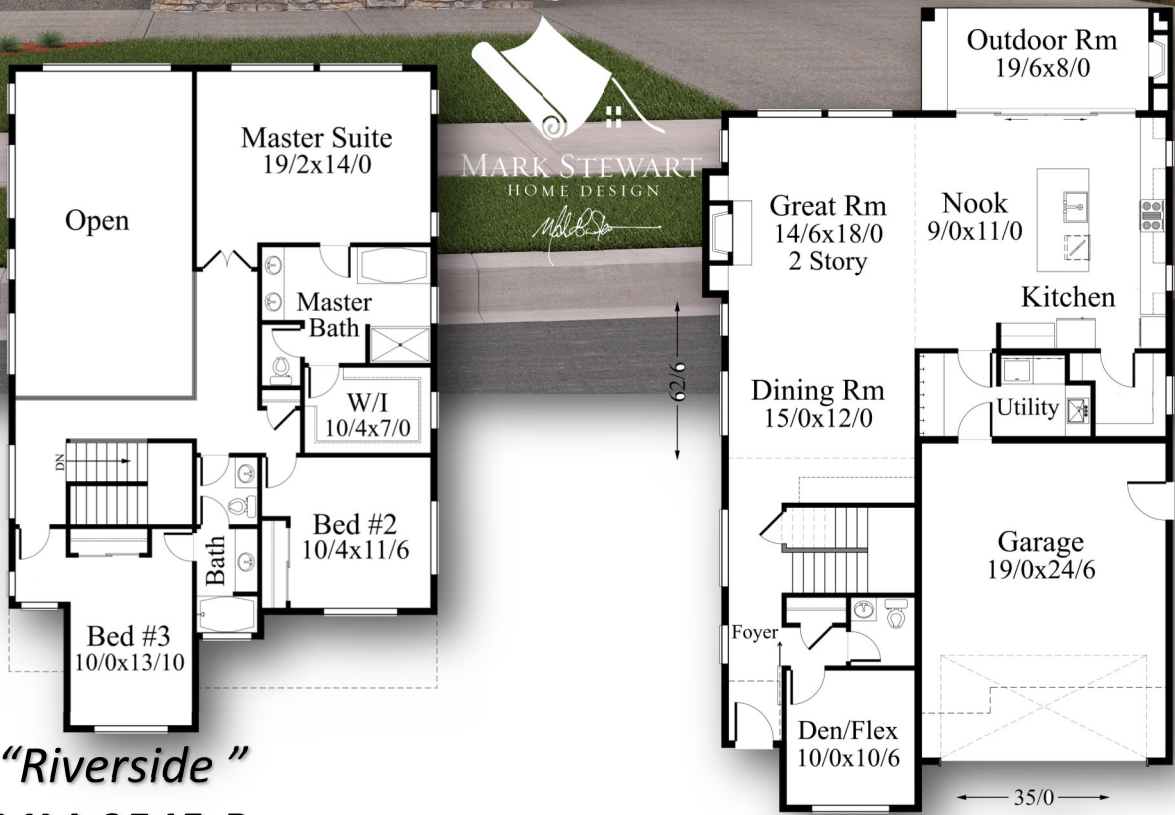 Open
Master Suite
19/2x14/0
Master
Bath
W/I
10/4x7/0
DN
Bed #2
10/4x11/6
Bath
Bed #3
10/0x13/10
"Riverside "
MARK STEWART
HOME DESIGN
Outdoor Rm
19/6x8/0
Great Rm
14/6x18/0
2 Story
Nook
9/0x11/0
Kitchen
62/6
Dining Rm
15/0x12/0
Utility
Garage
19/0x24/6
Foyer
Den/Flex
10/0x10/6
35/0